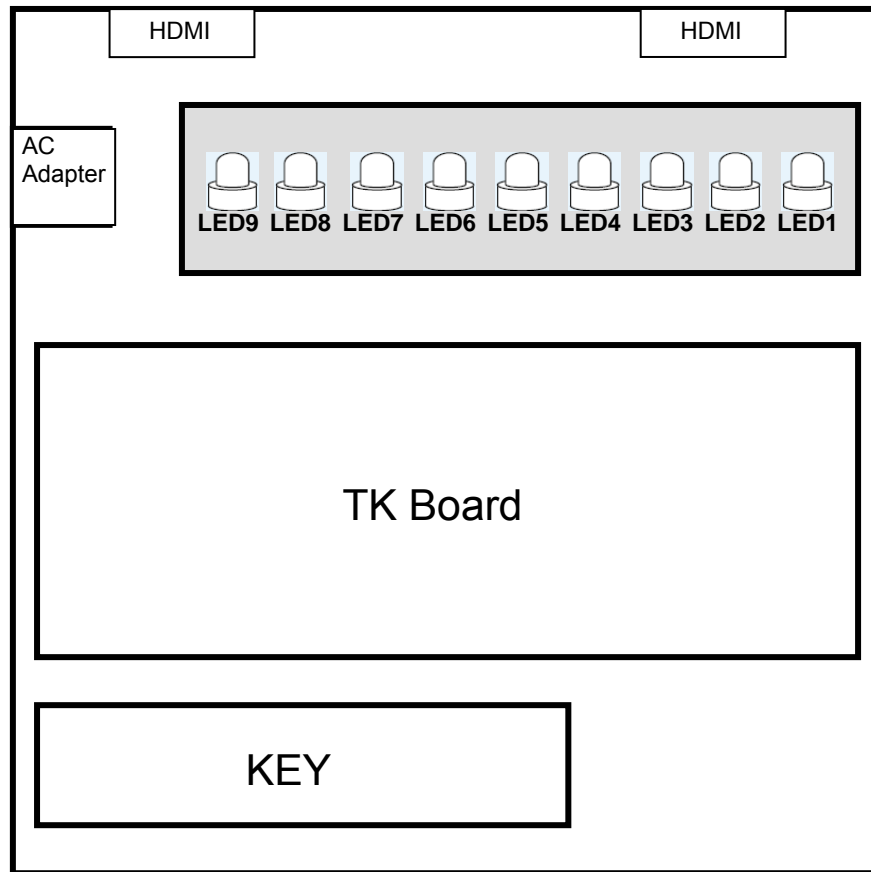 HDMI
HDMI
AC
Adapter
LED9 LED8 LED7 LED6 LED5 LED4 LED3 LED2 LED1
TK Board
KEY